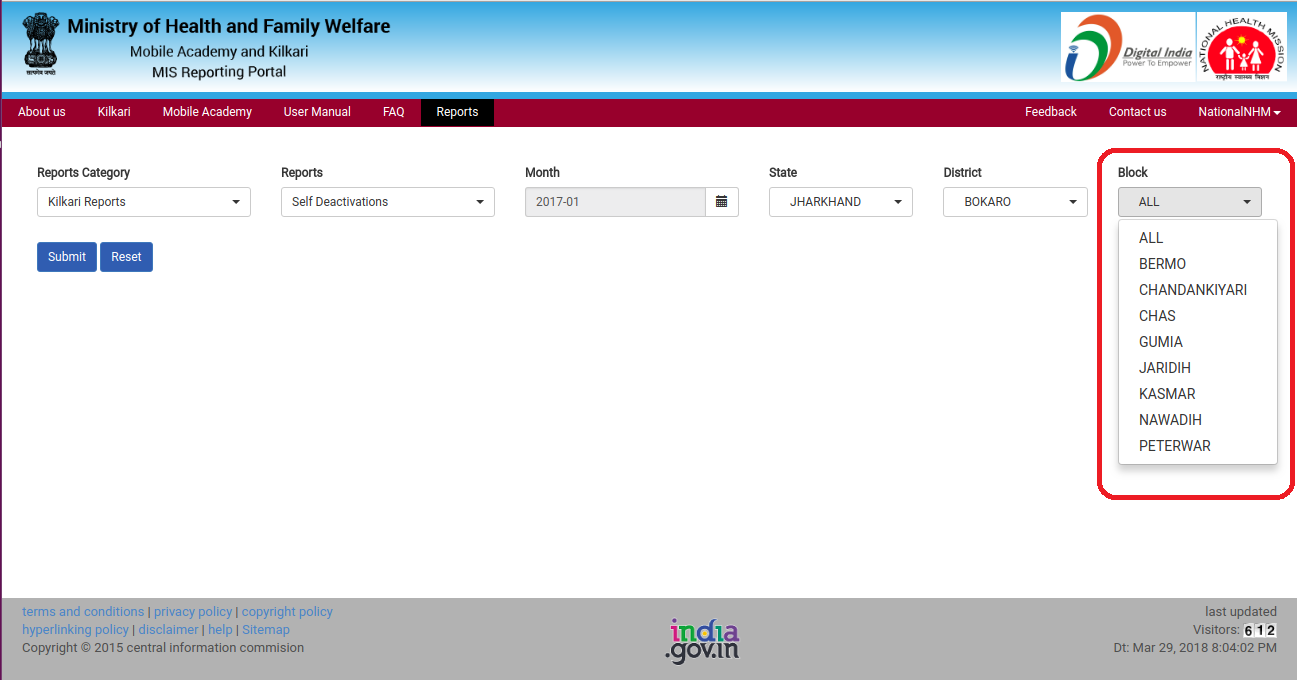 Ministry of Health and Family Welfare
Mobile Academy and Kilkari
MIS Reporting Portal
सत्यमेव जयते
Digital India
Power To Empower
NATIONAL HEALTH MISSION
राष्ट्रीय स्वास्थ्य मिशन
About us Kilkari Mobile Academy User Manual FAQ Reports Feedback Contact us NationalNHM
Reports Category Reports Month State District Block
Kilkari Reports Self Deactivations 2017-01 JHARKHAND BOKARO ALL
Submit Reset
ALL
BERMO
CHANDANKIYARI
CHAS
GUMIA
JARIDIH
KASMAR
NAWADIH
PETERWAR
terms and conditions | privacy policy | copyright policy
hyperlinking policy | disclaimer | help | Sitemap
Copyright © 2015 central information commision
india
.gov.in
last updated
Visitors: 612
Dt: Mar 29, 2018 8:04:02 PM